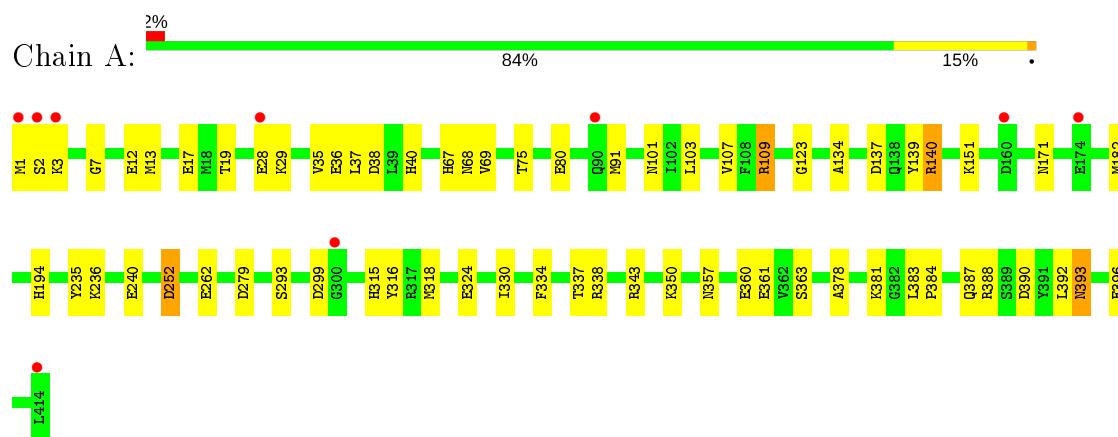 2%
Chain A:
84% 15% •
M1 S2 K3 G7 E12 M13 E17 M18 T19 E28 K29 V35 E36 L37 D38 L39 H40 H67 N68 V69 T75 E80 Q90 M91 N101 I102 L103 V107 F108 R109 G123 A134 D137 Q138 Y139 R140 K151 D160 N171 E174 M182
H194 Y235 K236 E240 D252 E262 D279 S293 D299 G300 H315 Y316 R317 M318 E324 I330 F334 T337 R338 R343 K350 N357 E360 E361 V362 S363 A378 K381 G382 L383 P384 Q387 R388 S389 D390 Y391 L392 N393
L414